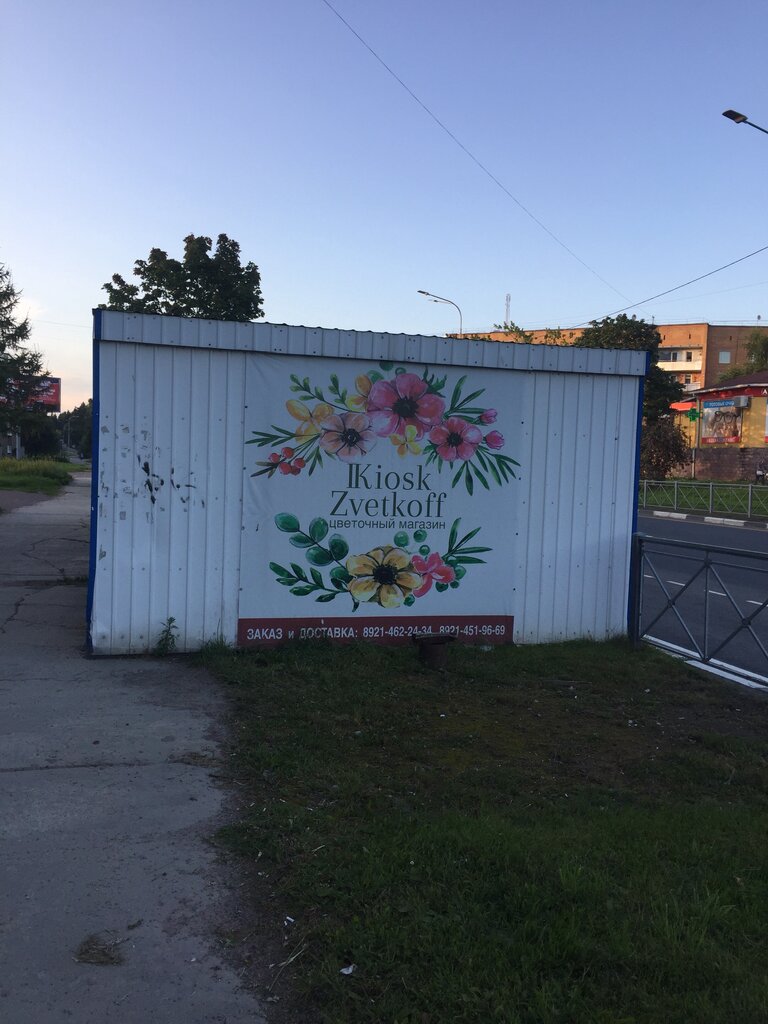 Kiosk
Zvetkoff
цветочный магазин
ЗАКАЗ и ДОСТАВКА: 8921-462-24-34 8921-451-96-69